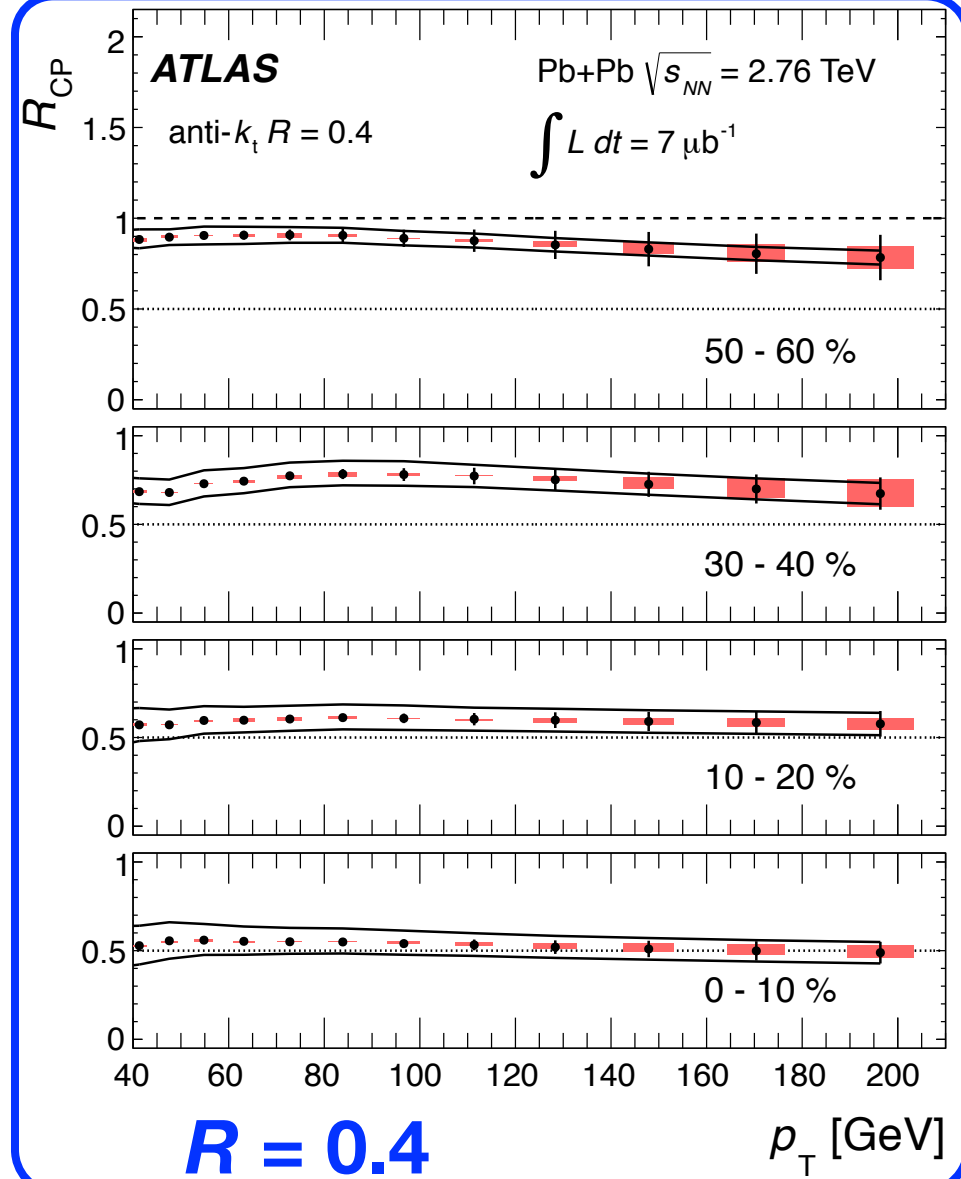 R_CP
2
1.5
1
0.5
0
ATLAS
Pb+Pb √s_NN = 2.76 TeV
anti-k_t R = 0.4
∫ L dt = 7 μb^-1
50 - 60 %
1
0.5
0
30 - 40 %
1
0.5
0
10 - 20 %
1
0.5
0
0 - 10 %
40 60 80 100 120 140 160 180 200
R = 0.4
p_T [GeV]